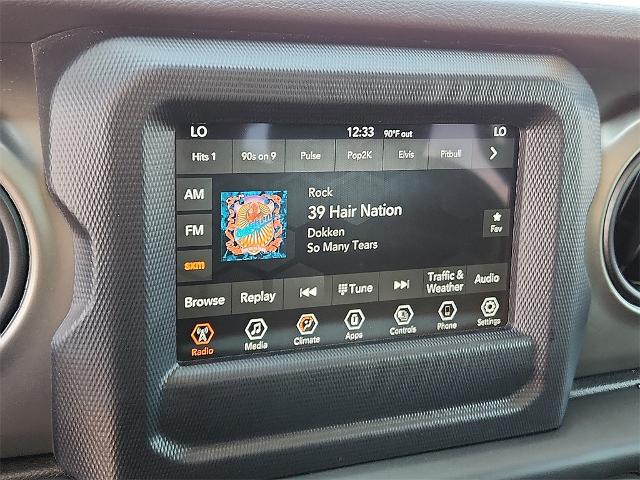 LO 12:33 90°F out LO
Hits 1 90s on 9 Pulse Pop2K Elvis Pitbull
AM
FM
sxm
Rock
39 Hair Nation
Dokken
So Many Tears
Fav
Browse Replay Tune Traffic & Weather Audio
Radio Media Climate Apps Controls Phone Settings